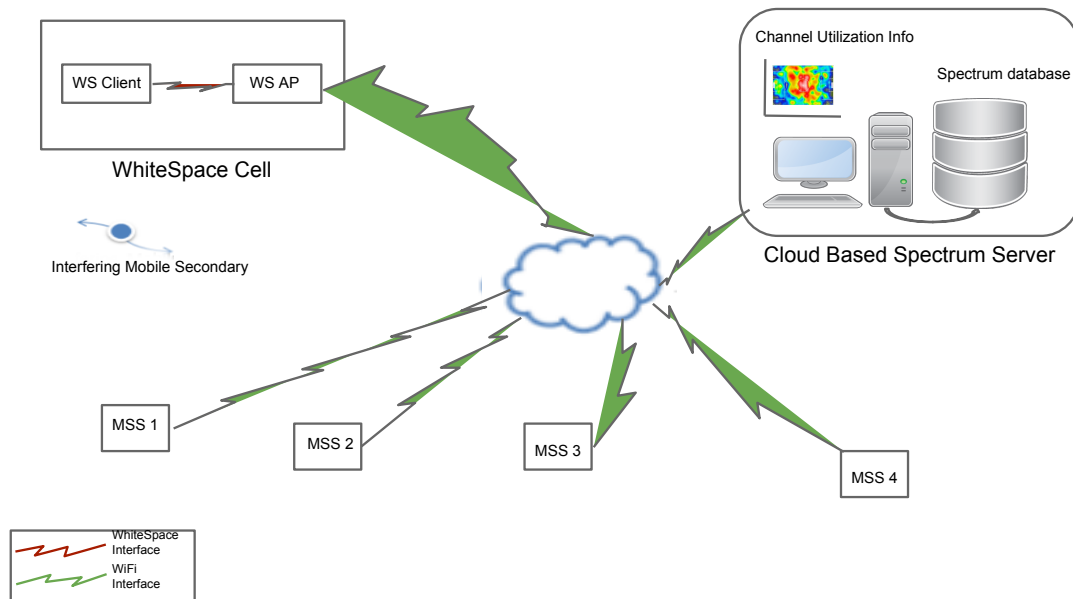 Channel Utilization Info
Spectrum database
WS Client
WS AP
WhiteSpace Cell
Cloud Based Spectrum Server
Interfering Mobile Secondary
MSS 1
MSS 2
MSS 3
MSS 4
WhiteSpace
Interface
WiFi
Interface